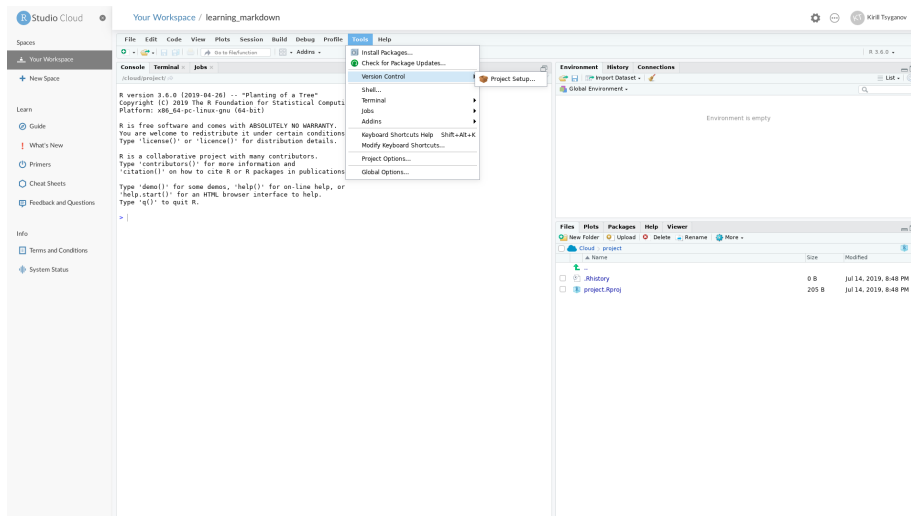 R Studio Cloud
Your Workspace / learning_markdown
Kirill Tsyganov
Spaces
Your Workspace
New Space
Learn
Guide
What's New
Primers
Cheat Sheets
Feedback and Questions
Info
Terms and Conditions
System Status
File Edit Code View Plots Session Build Debug Profile Tools Help
Go to file/function
Addins
R 3.6.0
Install Packages...
Check for Package Updates...
Version Control
Project Setup...
Shell...
Terminal
Jobs
Addins
Keyboard Shortcuts Help Shift+Alt+K
Modify Keyboard Shortcuts...
Project Options...
Global Options...
Console Terminal Jobs
/cloud/project/
R version 3.6.0 (2019-04-26) -- "Planting of a Tree"
Copyright (C) 2019 The R Foundation for Statistical Computi
Platform: x86_64-pc-linux-gnu (64-bit)
R is free software and comes with ABSOLUTELY NO WARRANTY.
You are welcome to redistribute it under certain conditions
Type 'license()' or 'licence()' for distribution details.
R is a collaborative project with many contributors.
Type 'contributors()' for more information and
'citation()' on how to cite R or R packages in publications
Type 'demo()' for some demos, 'help()' for on-line help, or
'help.start()' for an HTML browser interface to help.
Type 'q()' to quit R.
>
Environment History Connections
Import Dataset
List
Global Environment
Environment is empty
Files Plots Packages Help Viewer
New Folder Upload Delete Rename More
Cloud project
Name Size Modified
..
.Rhistory 0 B Jul 14, 2019, 8:48 PM
project.Rproj 205 B Jul 14, 2019, 8:48 PM